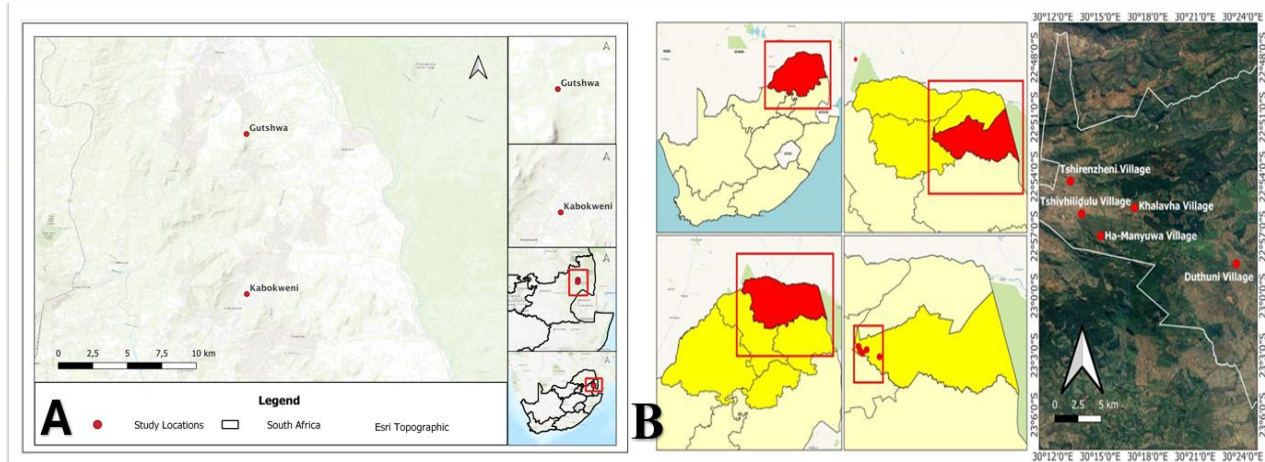 Gutshwa
Kabokweni
0 2,5 5 7,5 10 km
Legend
Study Locations
South Africa
Esri Topographic
A
Gutshwa
Kabokweni
B
30°12'0"E 30°15'0"E 30°18'0"E 30°21'0"E 30°24'0"E
22°48'0"S
22°51'0"S
22°54'0"S
22°57'0"S
23°0'0"S
23°3'0"S
23°6'0"S
Tshirenzheni Village
Tshivhilidulu Village
Khalavha Village
Ha-Manyuwa Village
Duthuni Village
0 2.5 5 km
30°12'0"E 30°15'0"E 30°18'0"E 30°21'0"E 30°24'0"E